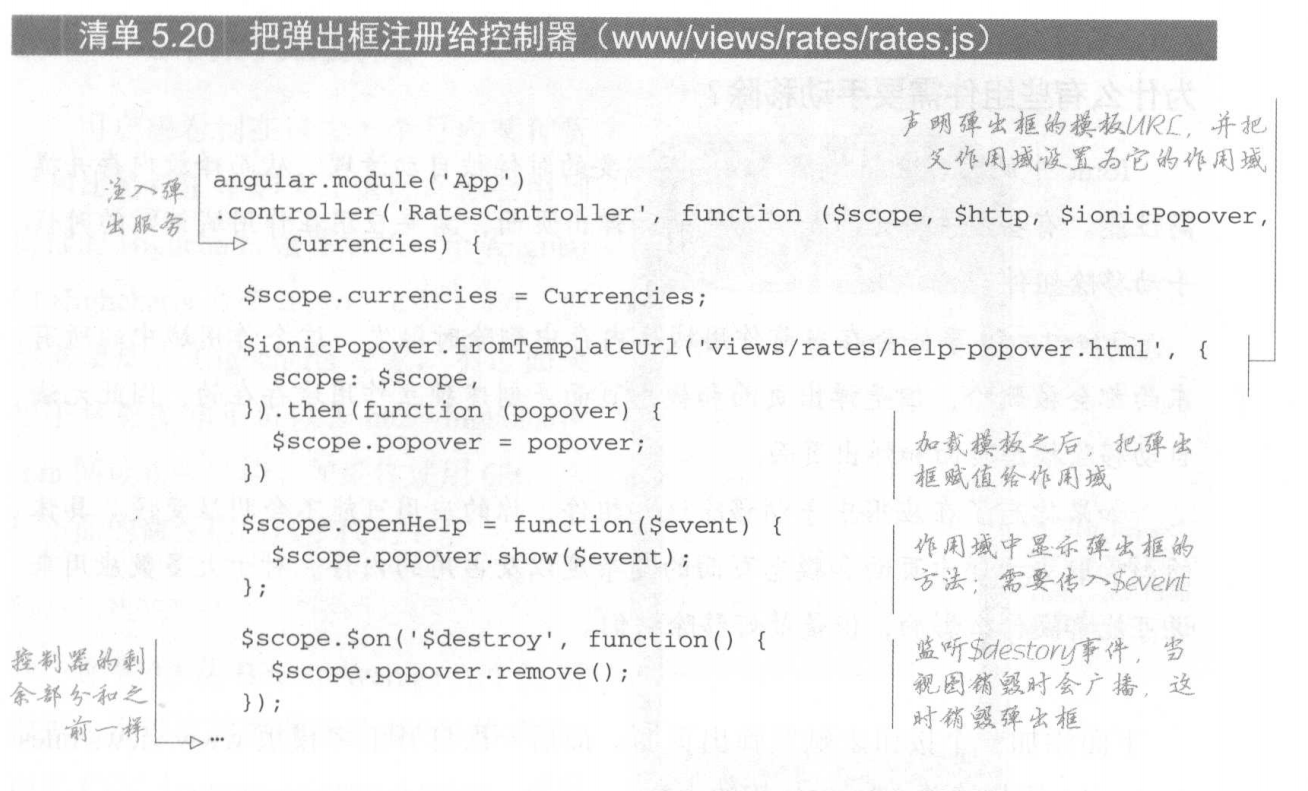 清单 5.20 把弹出框注册给控制器（www/views/rates/rates.js）
声明弹出框的模板URL，并把
父作用域设置为它的作用域
注入弹
出服务
angular.module('App')
.controller('RatesController', function ($scope, $http, $ionicPopover,
Currencies) {
$scope.currencies = Currencies;
$ionicPopover.fromTemplateUrl('views/rates/help-popover.html', {
scope: $scope,
}).then(function (popover) {
$scope.popover = popover;
})
加载模板之后，把弹出
框赋值给作用域
$scope.openHelp = function($event) {
$scope.popover.show($event);
};
作用域中显示弹出框的
方法，需要传入$event
$scope.$on('$destroy', function() {
$scope.popover.remove();
});
监听$destory事件，当
视图销毁时会广播，这
时销毁弹出框
控制器的剩
余部分和之
前一样
…